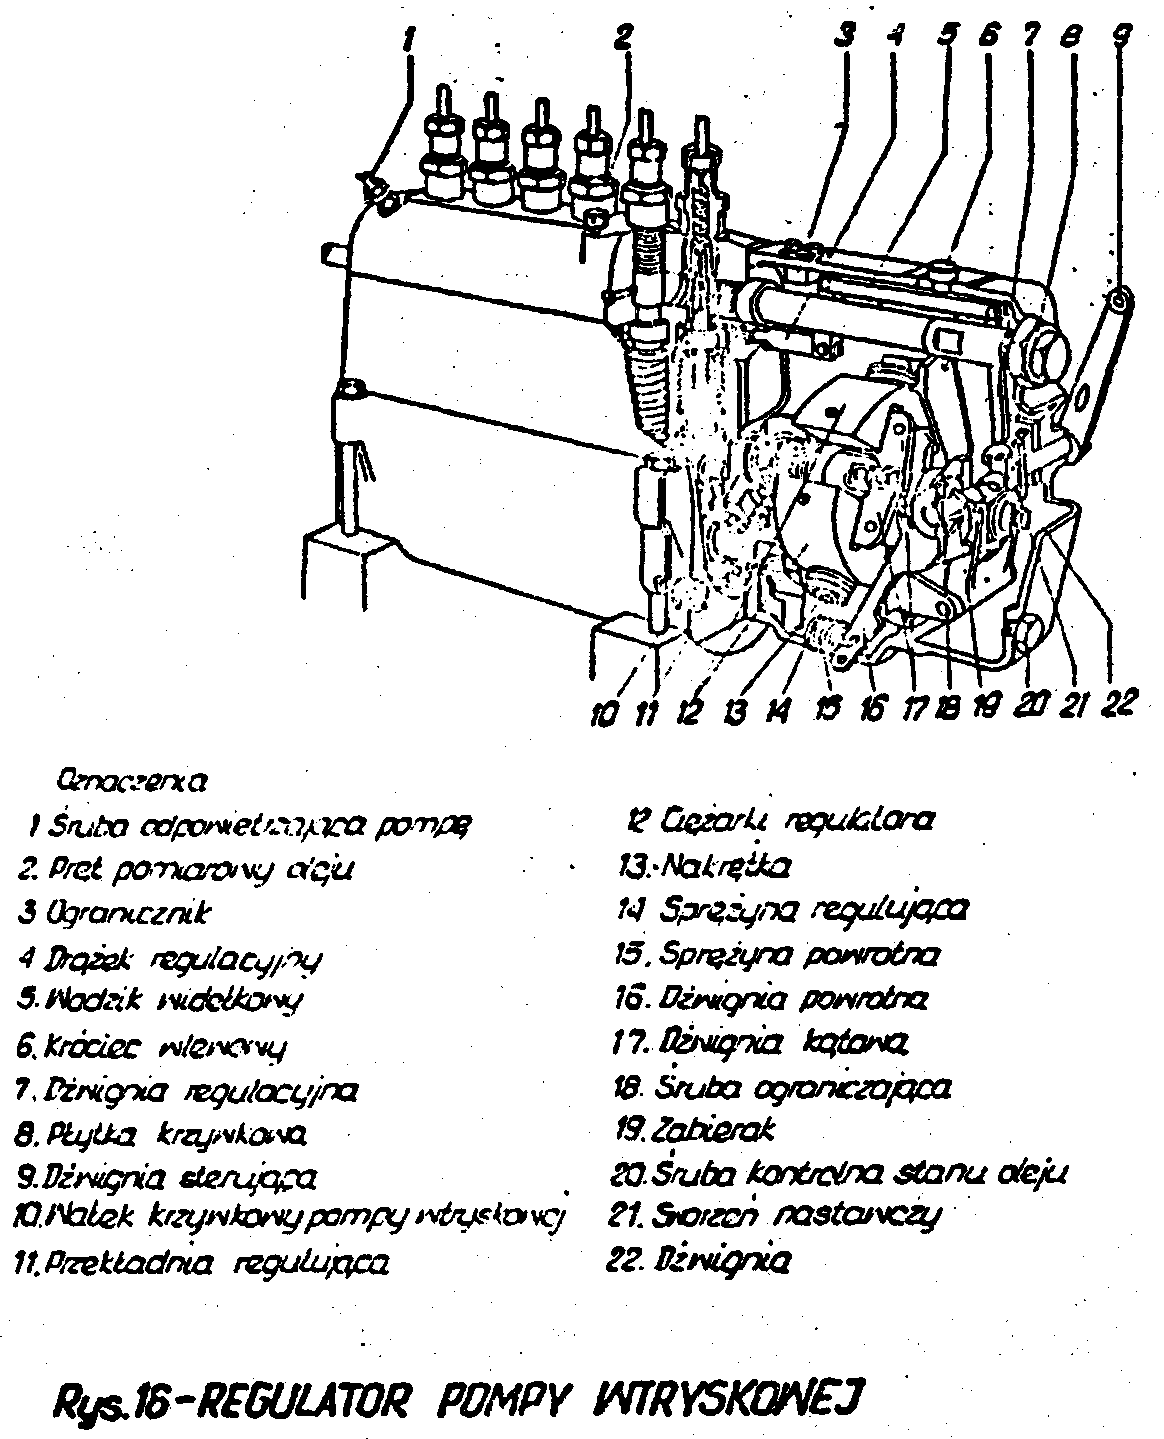 1 2 3 4 5 6 7 8 9
10 11 12 13 14 15 16 17 18 19 20 21 22
Oznaczenia
1 Śruba odpowietrzająca pompę
2. Pręt pomiarowy oleju
3 Ogranicznik
4 Drążek regulacyjny
5. Wodzik widełkowy
6. Króciec wlewowy
7. Dźwignia regulacyjna
8. Płytka krzywkowa
9. Dźwignia sterująca
10. Wałek krzywkowy pompy wtryskowej
11. Przekładnia regulująca
12 Ciężarki regulatora
13. Nakrętka
14 Sprężyna regulująca
15. Sprężyna powrotna
16. Dźwignia powrotna
17. Dźwignia kątowa
18. Śruba ograniczająca
19. Zabierak
20. Śruba kontrolna stanu oleju
21. Sworzeń nastawczy
22. Dźwignia
Rys. 16 - REGULATOR POMPY WTRYSKOWEJ